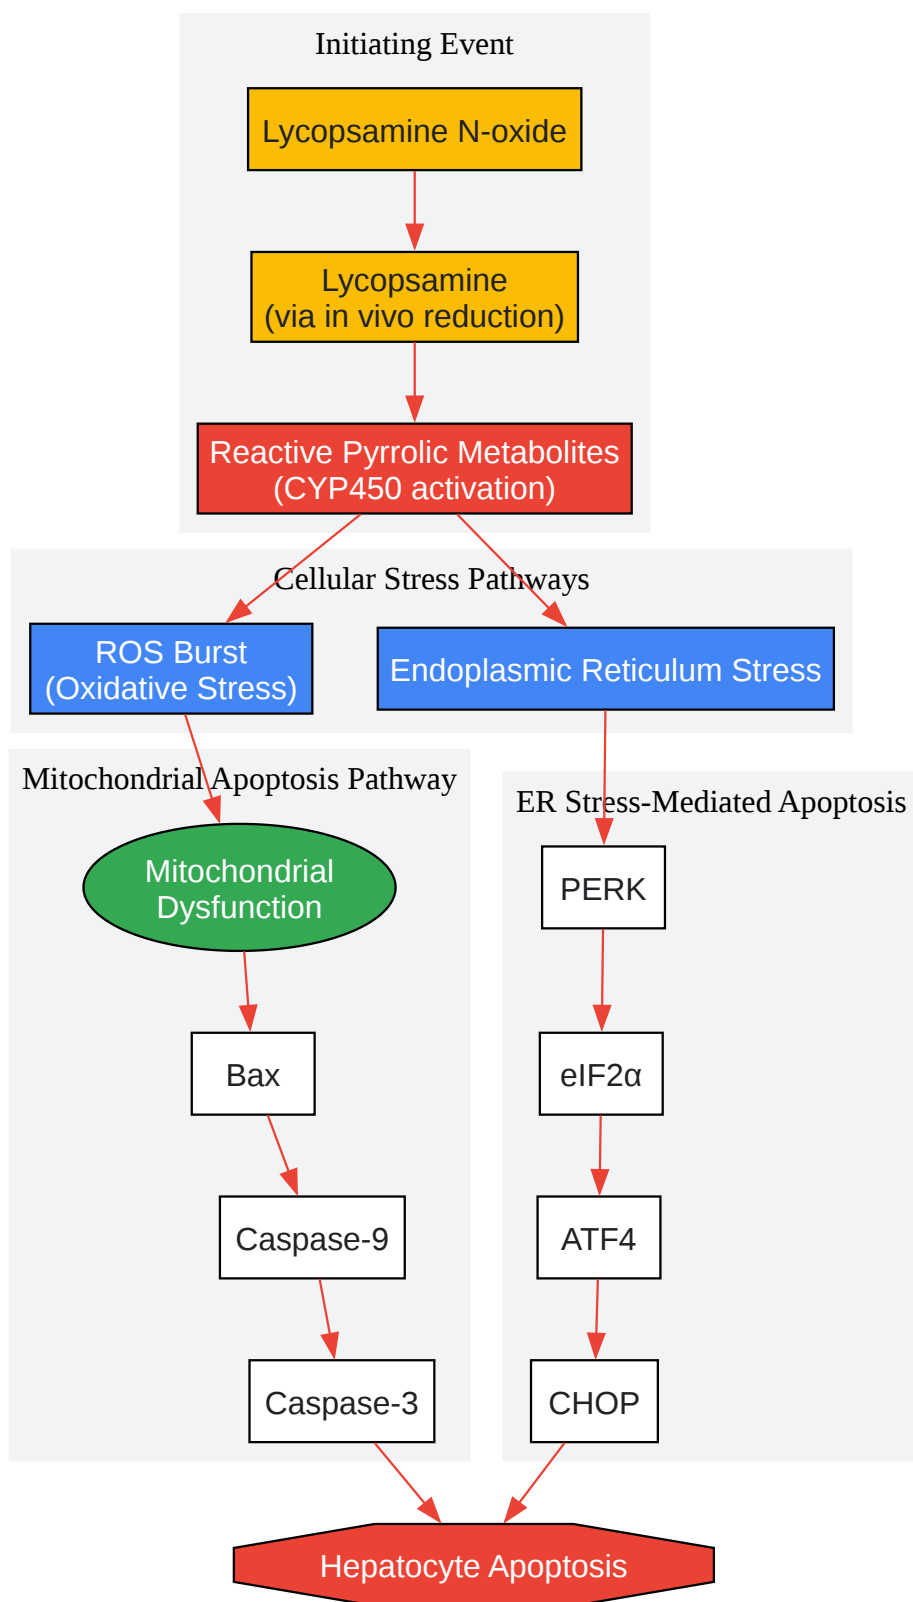 Initiating Event
Lycopsamine N-oxide
Lycopsamine
(via in vivo reduction)
Reactive Pyrrolic Metabolites
(CYP450 activation)
Cellular Stress Pathways
ROS Burst
(Oxidative Stress)
Endoplasmic Reticulum Stress
Mitochondrial Apoptosis Pathway
Mitochondrial
Dysfunction
Bax
Caspase-9
Caspase-3
ER Stress-Mediated Apoptosis
PERK
eIF2α
ATF4
CHOP
Hepatocyte Apoptosis